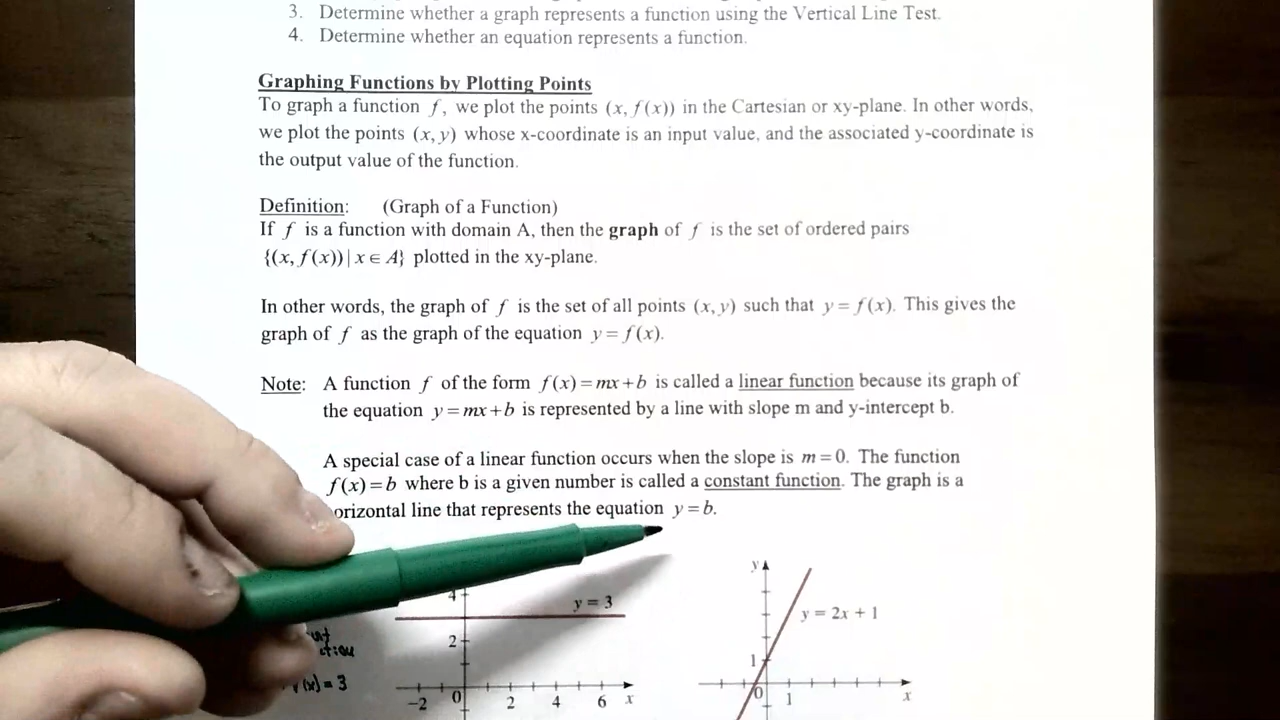 3. Determine whether a graph represents a function using the Vertical Line Test.
4. Determine whether an equation represents a function.
Graphing Functions by Plotting Points
To graph a function f, we plot the points (x, f(x)) in the Cartesian or xy-plane. In other words,
we plot the points (x, y) whose x-coordinate is an input value, and the associated y-coordinate is
the output value of the function.
Definition: (Graph of a Function)
If f is a function with domain A, then the graph of f is the set of ordered pairs
{(x, f(x)) | x ∈ A} plotted in the xy-plane.
In other words, the graph of f is the set of all points (x, y) such that y = f(x). This gives the
graph of f as the graph of the equation y = f(x).
Note: A function f of the form f(x) = mx + b is called a linear function because its graph of
the equation y = mx + b is represented by a line with slope m and y-intercept b.
A special case of a linear function occurs when the slope is m = 0. The function
f(x) = b where b is a given number is called a constant function. The graph is a
orizontal line that represents the equation y = b.
4
y = 3
2
-2 0 2 4 6 x
(x) = 3
y
y = 2x + 1
1
0 1 x